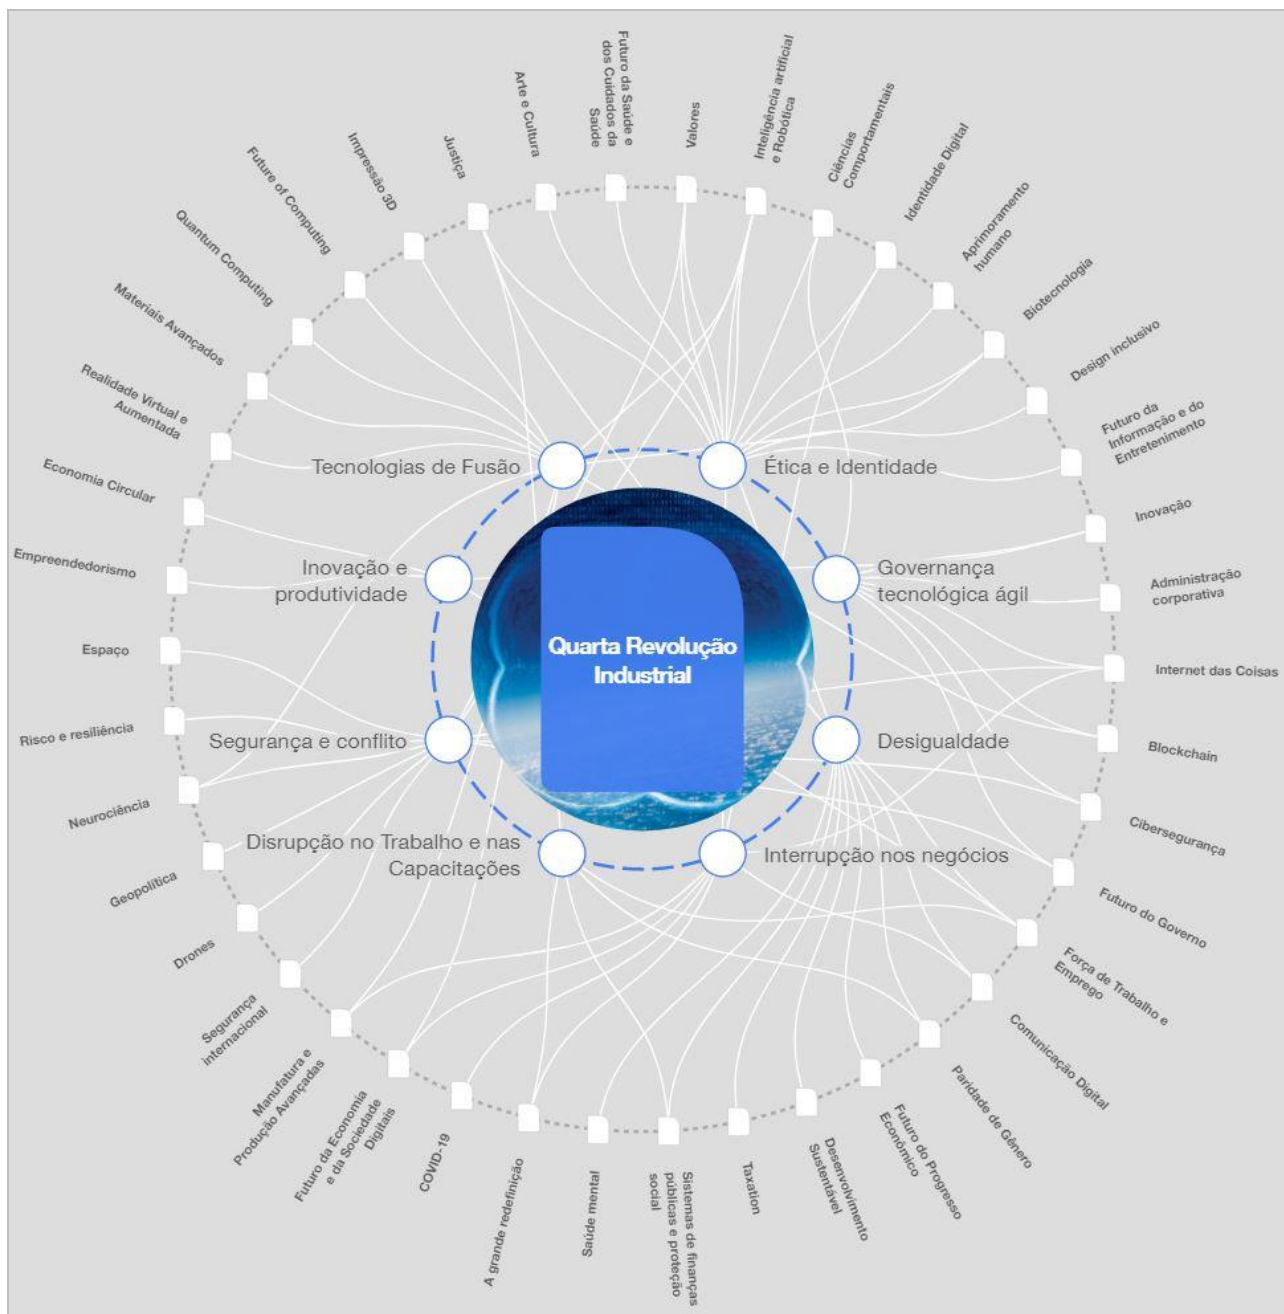 Quarta Revolução
Industrial
Tecnologias de Fusão
Ética e Identidade
Inovação e
produtividade
Governança
tecnológica ágil
Segurança e conflito
Desigualdade
Disrupção no Trabalho e nas
Capacitações
Interrupção nos negócios
Futuro da Saúde e
dos Cuidados da
Saúde
Valores
Inteligência artificial
e Robótica
Ciências
Comportamentais
Identidade Digital
Aprimoramento
humano
Biotecnologia
Design inclusivo
Futuro da
Informação e do
Entretenimento
Inovação
Administração
corporativa
Internet das Coisas
Blockchain
Cibersegurança
Futuro do Governo
Força de Trabalho e
Emprego
Comunicação Digital
Paridade de Gênero
Futuro do Progresso
Econômico
Desenvolvimento
Sustentável
Taxation
Sistemas de finanças
públicas e proteção
social
Saúde mental
A grande redefinição
COVID-19
Futuro da Economia
e da Sociedade
Digitais
Manufatura e
Produção Avançadas
Segurança
internacional
Drones
Geopolítica
Neurociência
Risco e resiliência
Espaço
Empreendedorismo
Economia Circular
Realidade Virtual e
Aumentada
Materiais Avançados
Quantum Computing
Future of Computing
Impressão 3D
Justiça
Arte e Cultura